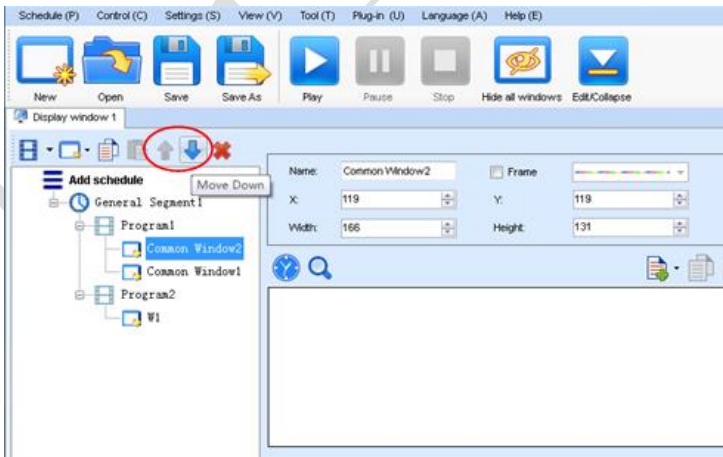 Schedule (P) Control (C) Settings (S) View (V) Tool (T) Plug-in (U) Language (A) Help (E)
New Open Save Save As Play Pause Stop Hide all windows Edit/Collapse
Display window 1
Move Down
Add schedule
General Segment1
Program1
Common Window2
Common Window1
Program2
W1
Name: Common Window2 Frame
X: 119 Y: 119
Width: 166 Height: 131